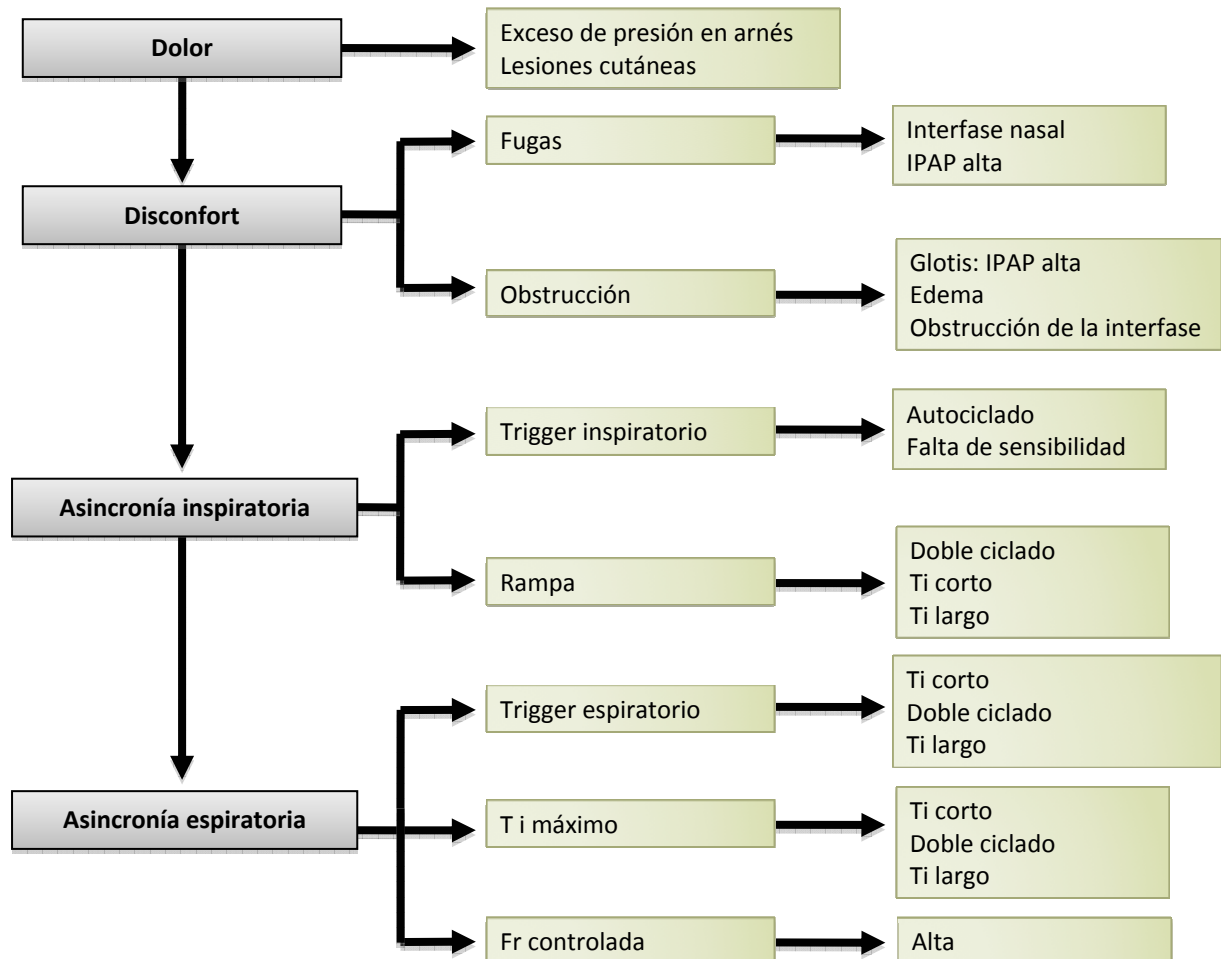 Dolor
Exceso de presión en arnés
Lesiones cutáneas
Disconfort
Fugas
Interfase nasal
IPAP alta
Obstrucción
Glotis: IPAP alta
Edema
Obstrucción de la interfase
Asincronía inspiratoria
Trigger inspiratorio
Autociclado
Falta de sensibilidad
Rampa
Doble ciclado
Ti corto
Ti largo
Asincronía espiratoria
Trigger espiratorio
Ti corto
Doble ciclado
Ti largo
T i máximo
Ti corto
Doble ciclado
Ti largo
Fr controlada
Alta